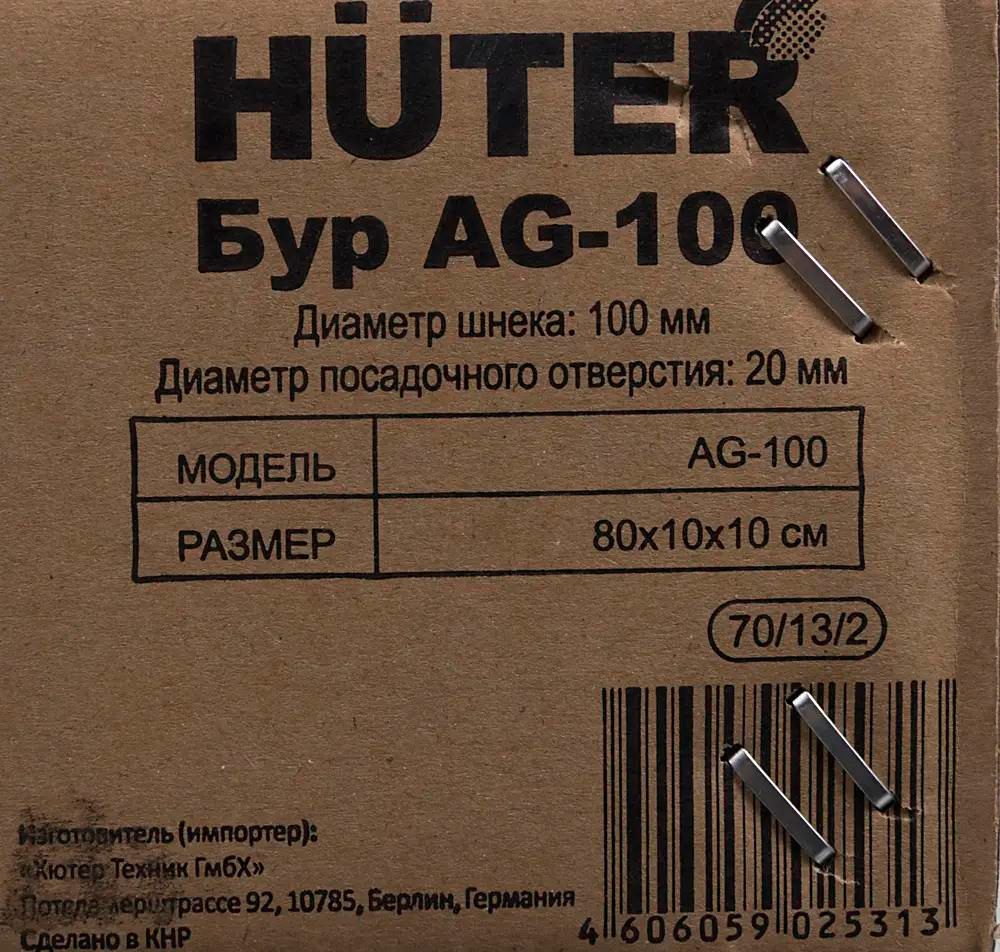 HÜTER
Бур AG-100
Диаметр шнека: 100 мм
Диаметр посадочного отверстия: 20 мм
МОДЕЛЬ AG-100
РАЗМЕР 80x10x10 см
70/13/2
Изготовитель (импортер):
«Хютер Техник ГмбХ»
92, 10785, Берлин, Германия
Сделано в КНР
4 606059 025313